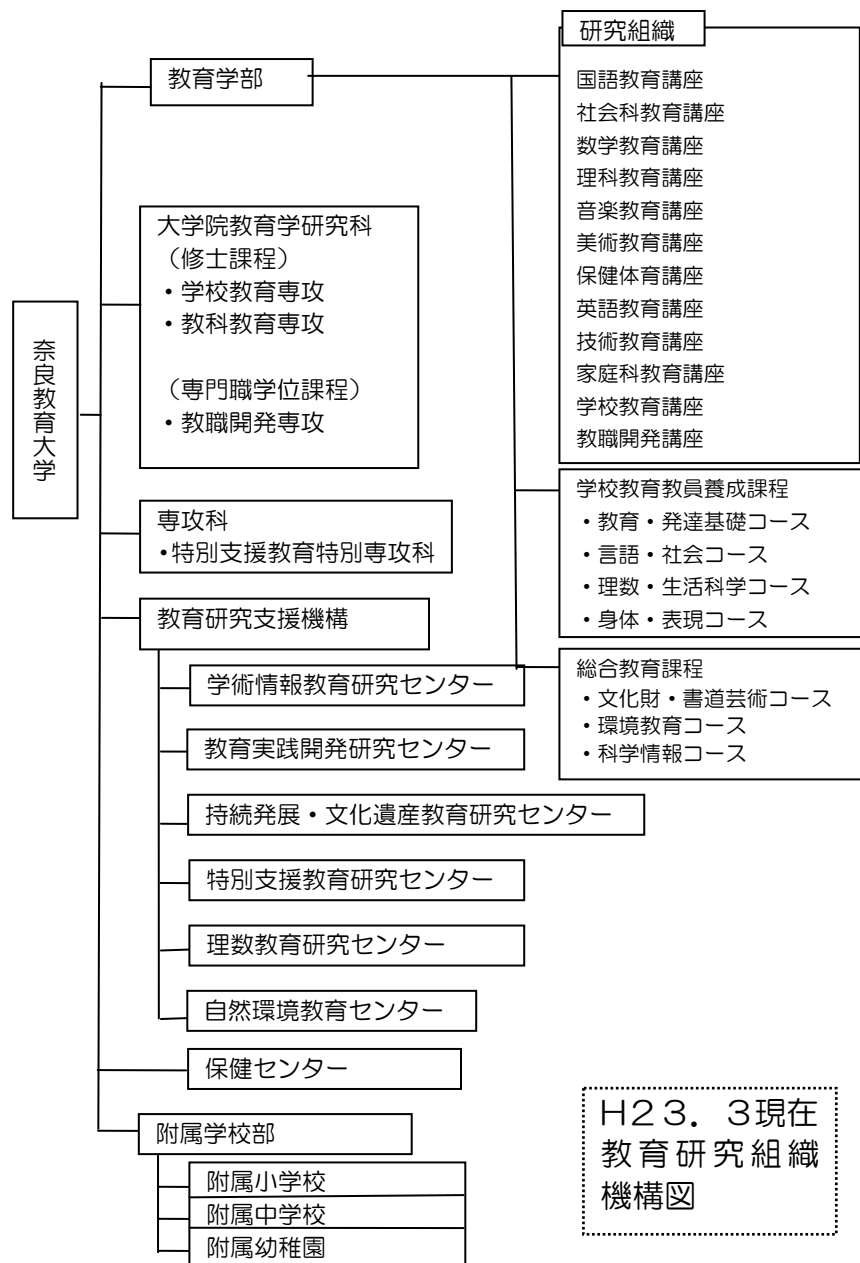 奈良教育大学
教育学部
研究組織
国語教育講座
社会科教育講座
数学教育講座
理科教育講座
音楽教育講座
美術教育講座
保健体育講座
英語教育講座
技術教育講座
家庭科教育講座
学校教育講座
教職開発講座
学校教育教員養成課程
・教育・発達基礎コース
・言語・社会コース
・理数・生活科学コース
・身体・表現コース
総合教育課程
・文化財・書道芸術コース
・環境教育コース
・科学情報コース
大学院教育学研究科
（修士課程）
・学校教育専攻
・教科教育専攻
（専門職学位課程）
・教職開発専攻
専攻科
・特別支援教育特別専攻科
教育研究支援機構
学術情報教育研究センター
教育実践開発研究センター
持続発展・文化遺産教育研究センター
特別支援教育研究センター
理数教育研究センター
自然環境教育センター
保健センター
附属学校部
附属小学校
附属中学校
附属幼稚園
Ｈ２３．３現在
教育研究組織
機構図